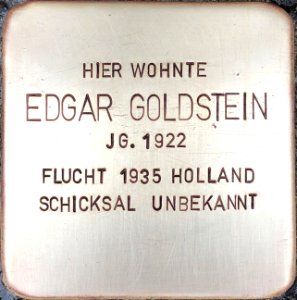 HIER WOHNTE
EDGAR GOLDSTEIN
JG. 1922
FLUCHT 1935 HOLLAND
SCHICKSAL UNBEKANNT